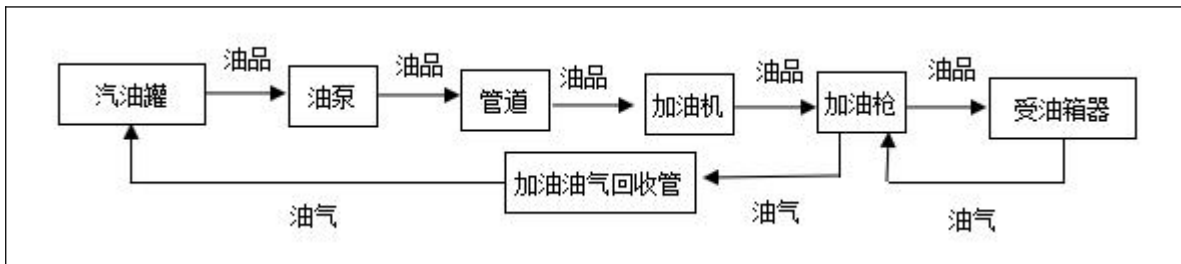 油品
油品
油品
油品
油品
汽油罐
油泵
管道
加油机
加油枪
受油箱器
加油油气回收管
油气
油气
油气